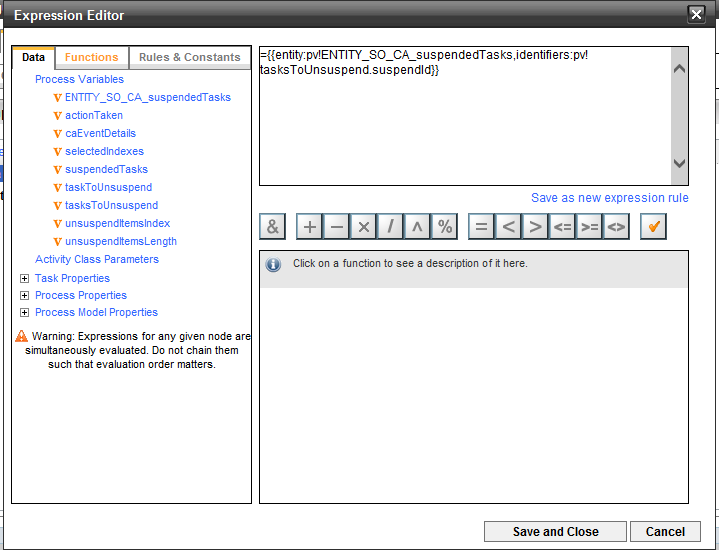 Expression Editor
Data
Functions
Rules & Constants
Process Variables
ENTITY_SO_CA_suspendedTasks
actionTaken
caEventDetails
selectedIndexes
suspendedTasks
taskToUnsuspend
tasksToUnsuspend
unsuspendItemsIndex
unsuspendItemsLength
Activity Class Parameters
Task Properties
Process Properties
Process Model Properties
Warning: Expressions for any given node are
simultaneously evaluated. Do not chain them
such that evaluation order matters.
={{entity:pv!ENTITY_SO_CA_suspendedTasks,identifiers:pv!
tasksToUnsuspend.suspendId}}
Save as new expression rule
& + − × / ^ % = < > <= >= <>
Click on a function to see a description of it here.
Save and Close
Cancel